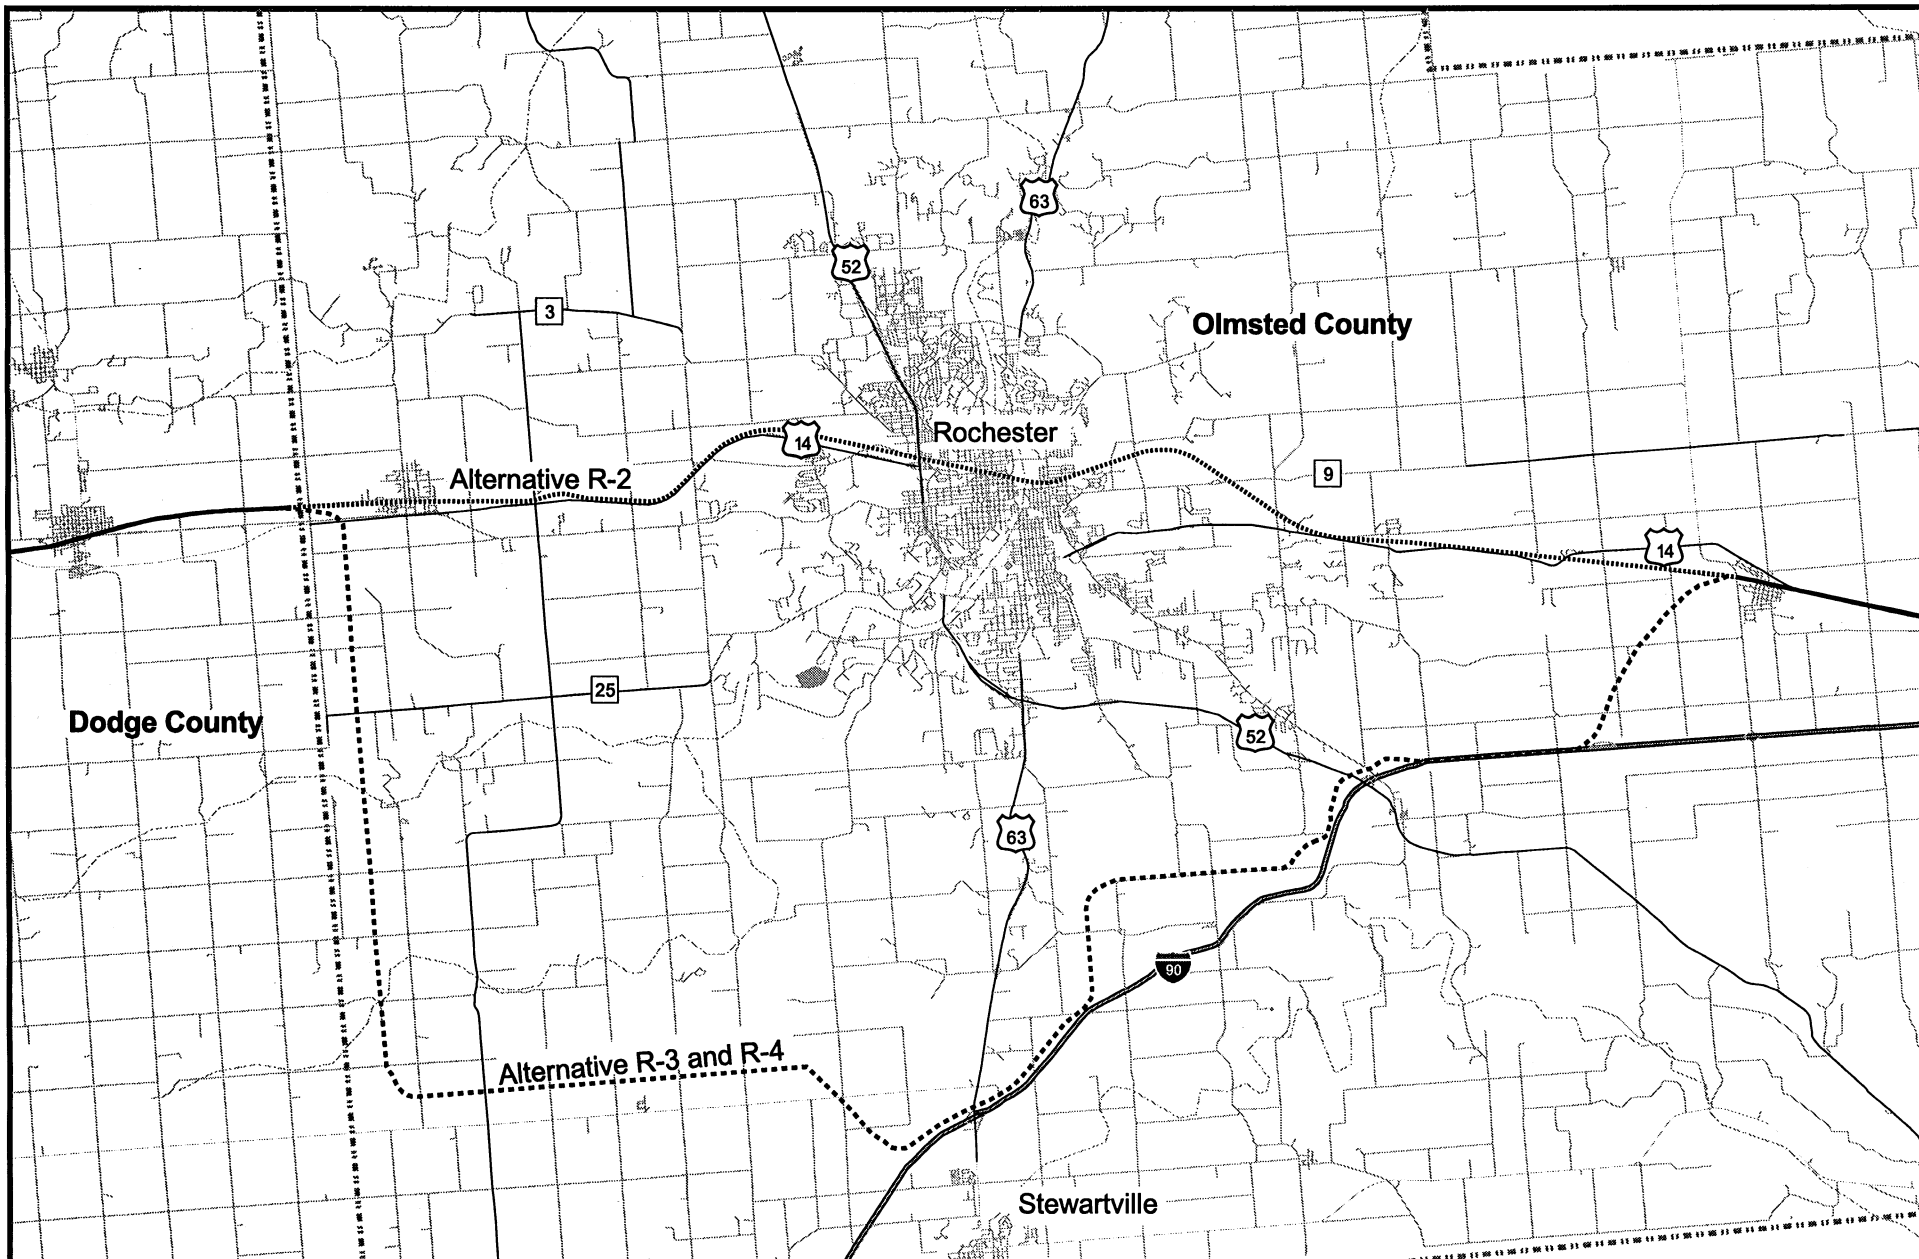 63
52
3
Olmsted County
14
Rochester
Alternative R-2
9
14
25
Dodge County
52
63
90
Alternative R-3 and R-4
Stewartville